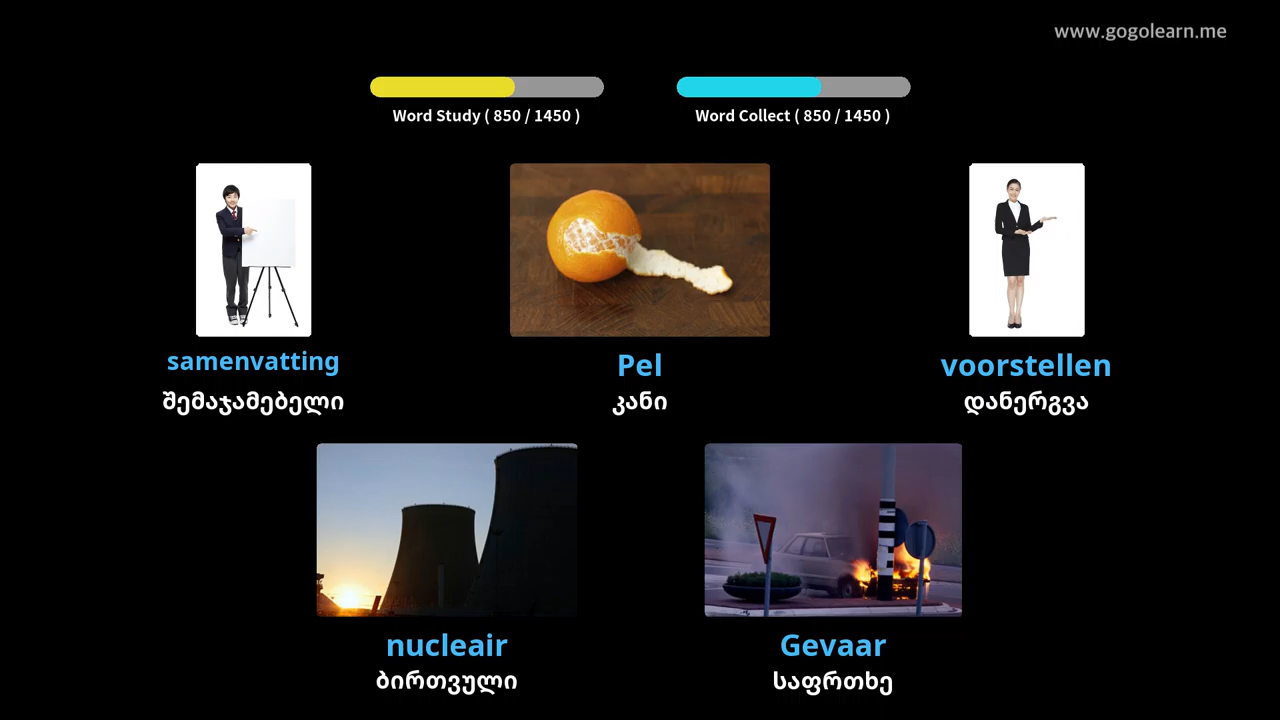 www.gogolearn.me
Word Study ( 850 / 1450 )
Word Collect ( 850 / 1450 )
samenvatting
შემაჯამებელი
Pel
კანი
voorstellen
დანერგვა
nucleair
ბირთვული
Gevaar
საფრთხე